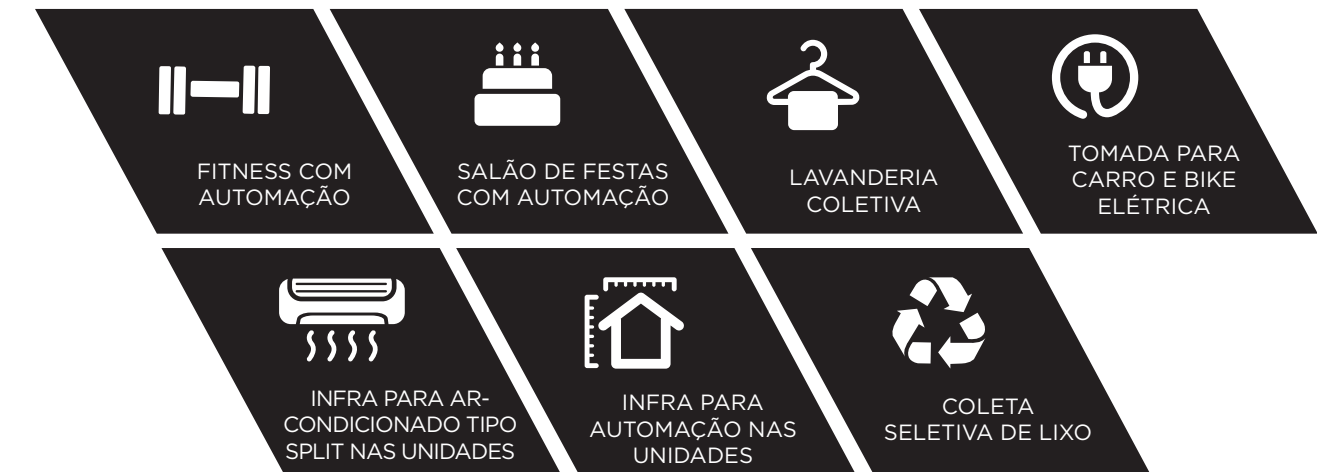 FITNESS COM
AUTOMAÇÃO
SALÃO DE FESTAS
COM AUTOMAÇÃO
LAVANDERIA
COLETIVA
TOMADA PARA
CARRO E BIKE
ELÉTRICA
INFRA PARA AR-
CONDICIONADO TIPO
SPLIT NAS UNIDADES
INFRA PARA
AUTOMAÇÃO NAS
UNIDADES
COLETA
SELETIVA DE LIXO